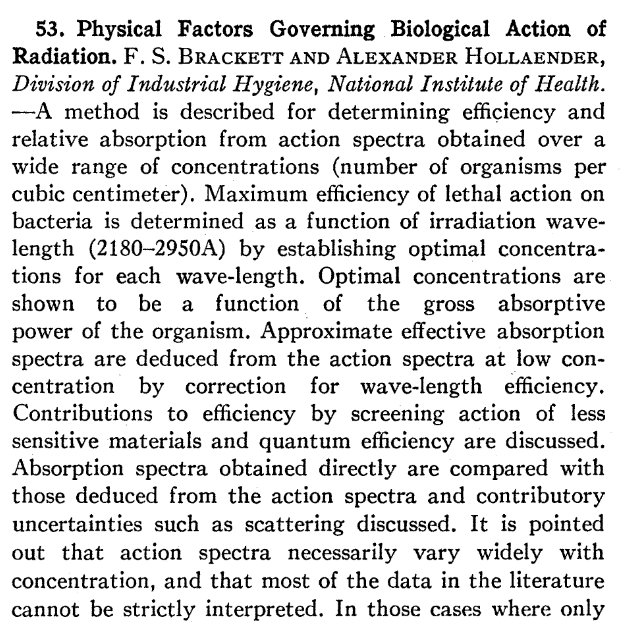 53. Physical Factors Governing Biological Action of
Radiation. F. S. BRACKETT AND ALEXANDER HOLLAENDER,
Division of Industrial Hygiene, National Institute of Health.
—A method is described for determining efficiency and
relative absorption from action spectra obtained over a
wide range of concentrations (number of organisms per
cubic centimeter). Maximum efficiency of lethal action on
bacteria is determined as a function of irradiation wave-
length (2180–2950A) by establishing optimal concentra-
tions for each wave-length. Optimal concentrations are
shown to be a function of the gross absorptive
power of the organism. Approximate effective absorption
spectra are deduced from the action spectra at low con-
centration by correction for wave-length efficiency.
Contributions to efficiency by screening action of less
sensitive materials and quantum efficiency are discussed.
Absorption spectra obtained directly are compared with
those deduced from the action spectra and contributory
uncertainties such as scattering discussed. It is pointed
out that action spectra necessarily vary widely with
concentration, and that most of the data in the literature
cannot be strictly interpreted. In those cases where only